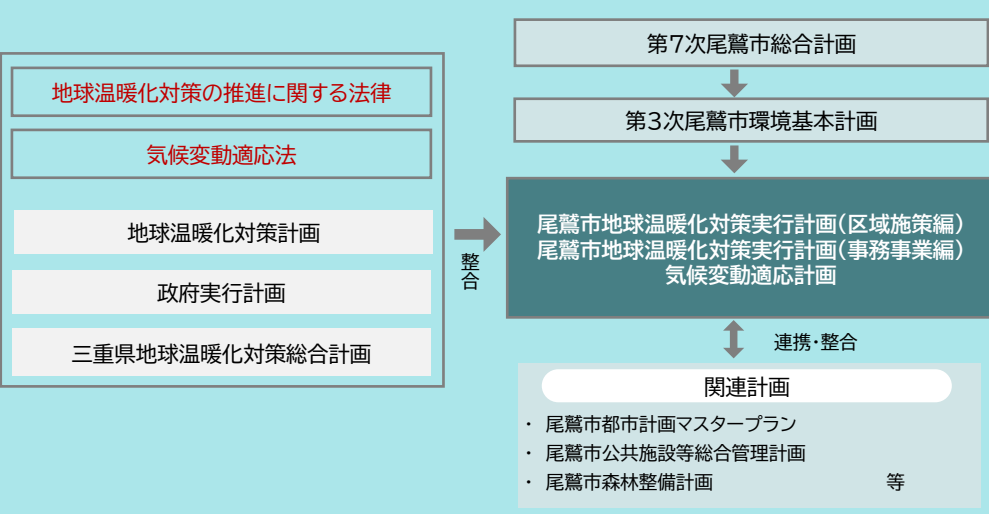 地球温暖化対策の推進に関する法律
気候変動適応法
地球温暖化対策計画
政府実行計画
三重県地球温暖化対策総合計画
整合
第7次尾鷲市総合計画
第3次尾鷲市環境基本計画
尾鷲市地球温暖化対策実行計画(区域施策編)
尾鷲市地球温暖化対策実行計画(事務事業編)
気候変動適応計画
連携・整合
関連計画
・ 尾鷲市都市計画マスタープラン
・ 尾鷲市公共施設等総合管理計画
・ 尾鷲市森林整備計画 等